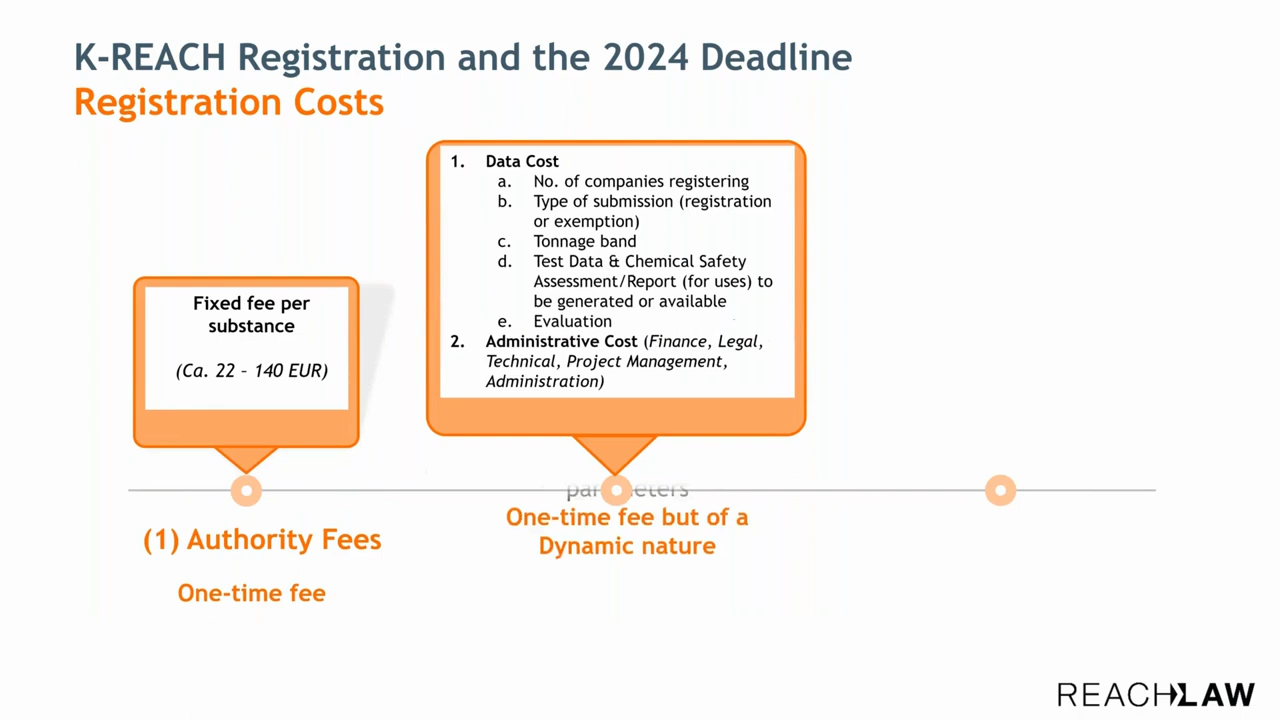 K-REACH Registration and the 2024 Deadline
Registration Costs
Fixed fee per
substance
(Ca. 22 – 140 EUR)
1. Data Cost
a. No. of companies registering
b. Type of submission (registration
or exemption)
c. Tonnage band
d. Test Data & Chemical Safety
Assessment/Report (for uses) to
be generated or available
e. Evaluation
2. Administrative Cost (Finance, Legal,
Technical, Project Management,
Administration)
(1) Authority Fees
One-time fee
One-time fee but of a
Dynamic nature
REACHLAW